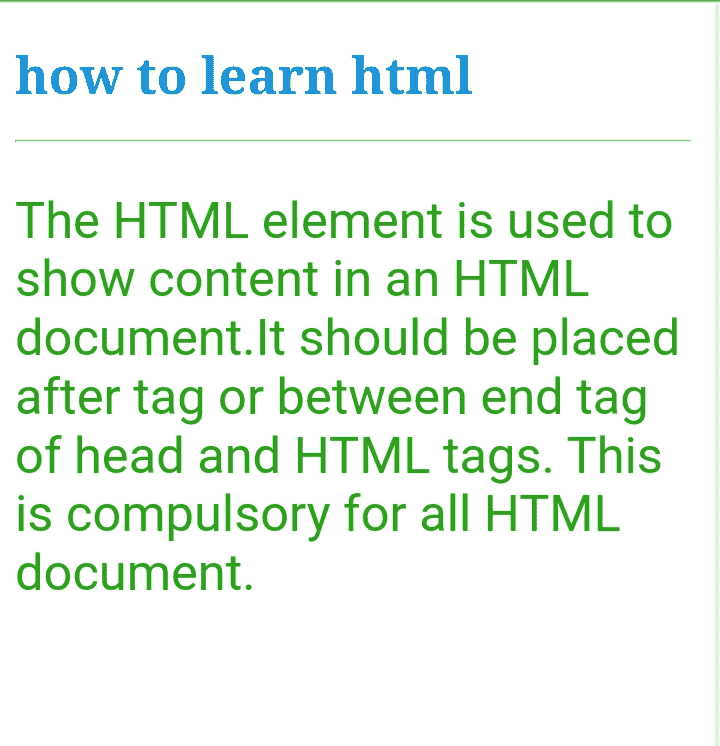 how to learn html
The HTML element is used to
show content in an HTML
document.It should be placed
after tag or between end tag
of head and HTML tags. This
is compulsory for all HTML
document.